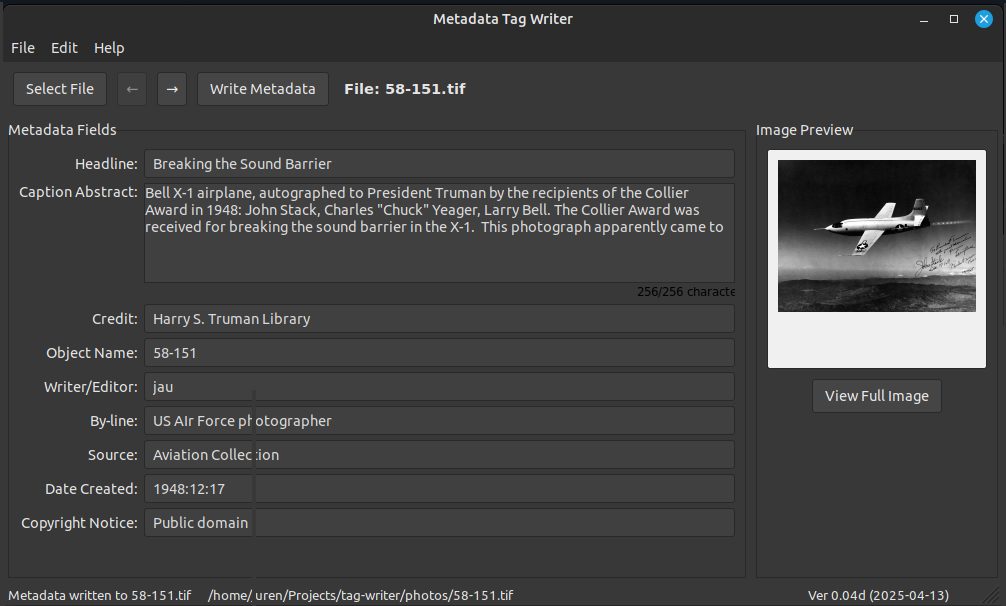 Metadata Tag Writer
File Edit Help
Select File ← → Write Metadata File: 58-151.tif
Metadata Fields
Headline: Breaking the Sound Barrier
Caption Abstract: Bell X-1 airplane, autographed to President Truman by the recipients of the Collier
Award in 1948: John Stack, Charles "Chuck" Yeager, Larry Bell. The Collier Award was
received for breaking the sound barrier in the X-1. This photograph apparently came to
256/256 characte
Credit: Harry S. Truman Library
Object Name: 58-151
Writer/Editor: jau
By-line: US AIr Force photographer
Source: Aviation Collection
Date Created: 1948:12:17
Copyright Notice: Public domain
Image Preview
View Full Image
Metadata written to 58-151.tif /home/ uren/Projects/tag-writer/photos/58-151.tif
Ver 0.04d (2025-04-13)